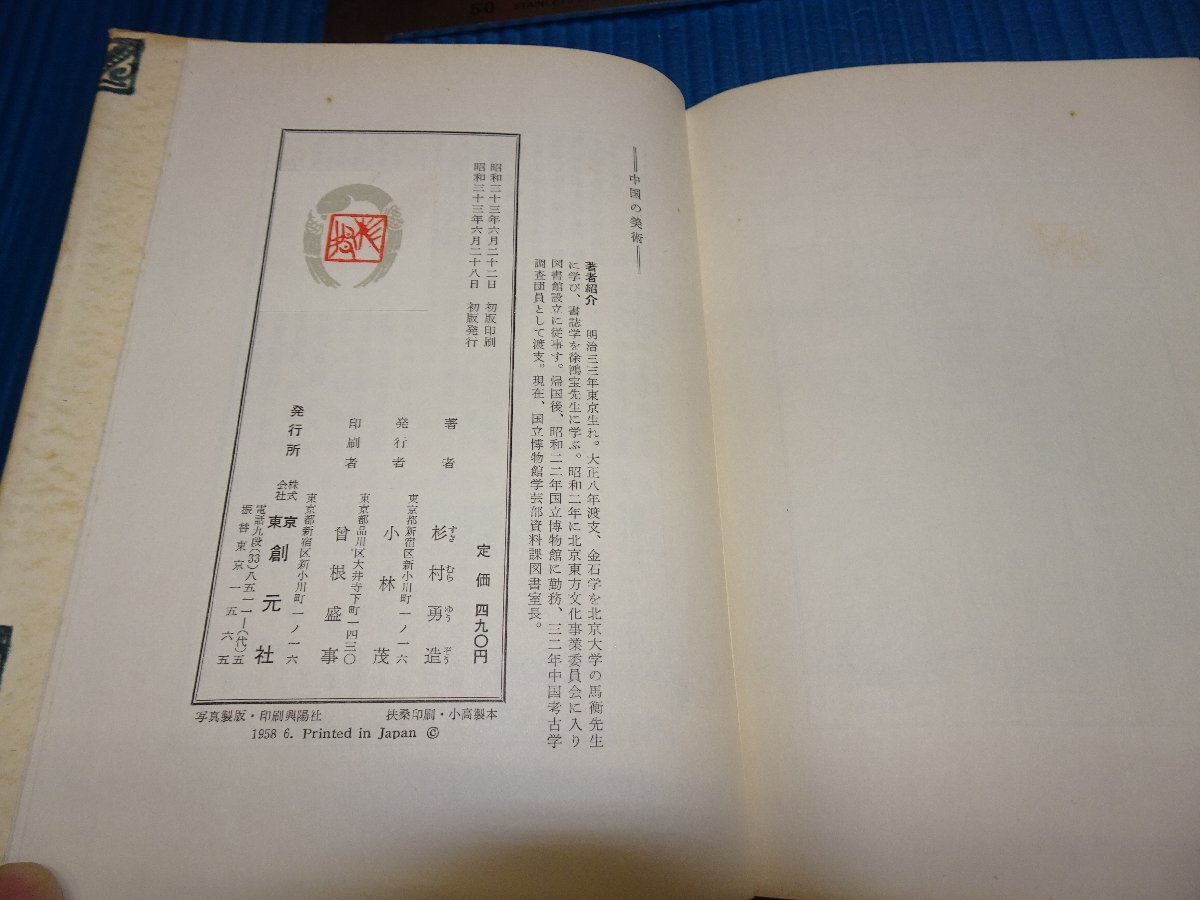 中国の美術
著者紹介　明治三三年東京生れ。大正八年渡支、金石学を北京大学の馬衡先生
に学び、書誌学を徐鴻宝先生に学ぶ。昭和二年に北京東方文化事業委員会に入り
図書館設立に従事す。帰国後、昭和二二年国立博物館に勤務、三二年中国考古学
調査団員として渡支。現在、国立博物館学芸部資料課図書室長。
昭和三十三年六月二十二日　初版印刷
昭和三十三年六月二十八日　初版発行
定価　四九〇円
著者　杉村勇造
すぎ　むら　ゆう　ぞう
東京都新宿区新小川町一ノ一六
発行者　小林茂
東京都品川区大井寺下町一四三〇
印刷者　曾根盛事
東京都新宿区新小川町一ノ一六
発行所　株式会社　東京創元社
電話九段(33)八五一一―(代)五
振替東京一五六五
写真製版・印刷興陽社　扶桑印刷・小高製本
1958 6. Printed in Japan ©
50